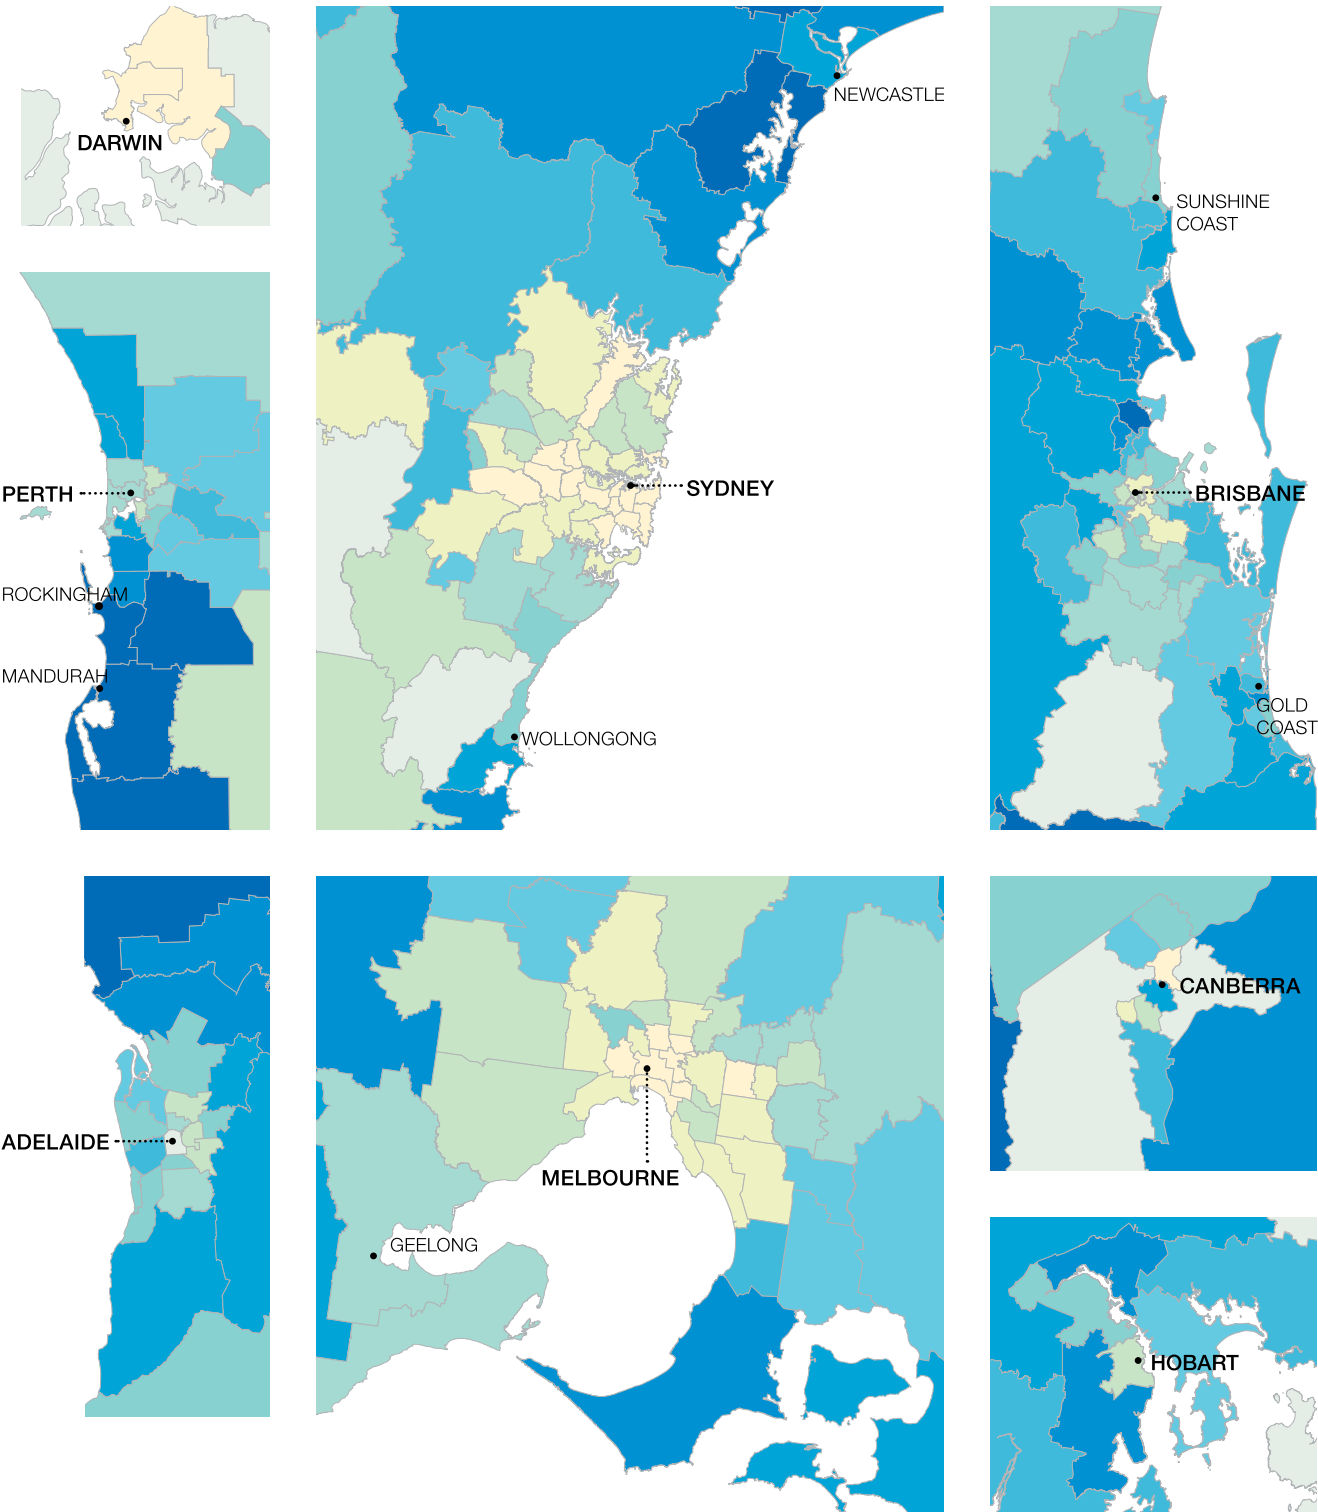 NEWCASTLE
DARWIN
SUNSHINE
COAST
SYDNEY
PERTH
BRISBANE
ROCKINGHAM
MANDURAH
GOLD
COAST
WOLLONGONG
CANBERRA
ADELAIDE
MELBOURNE
GEELONG
HOBART